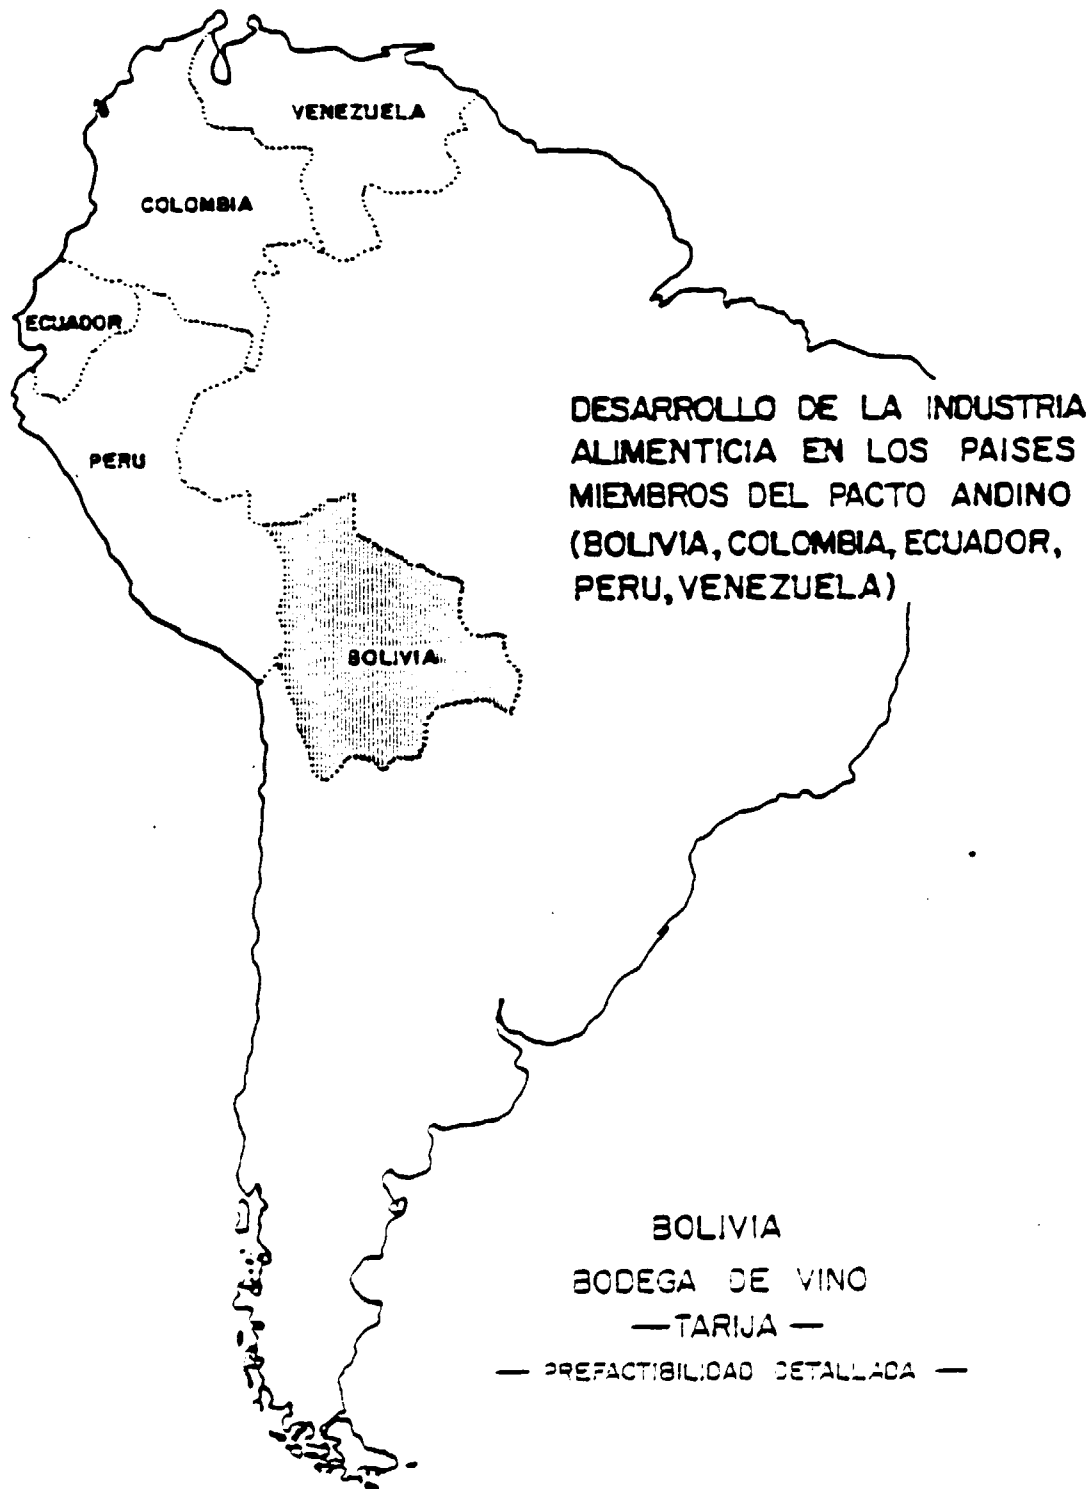 VENEZUELA
COLOMBIA
ECUADOR
PERU
DESARROLLO DE LA INDUSTRIA
ALIMENTICIA EN LOS PAISES
MIEMBROS DEL PACTO ANDINO
(BOLIVIA, COLOMBIA, ECUADOR,
PERU, VENEZUELA)
BOLIVIA
BOLIVIA
BODEGA DE VINO
— TARIJA —
— PREFACTIBILIDAD DETALLADA —